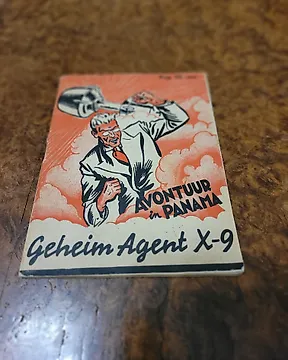 AVONTUUR
in PANAMA
Geheim Agent X-9